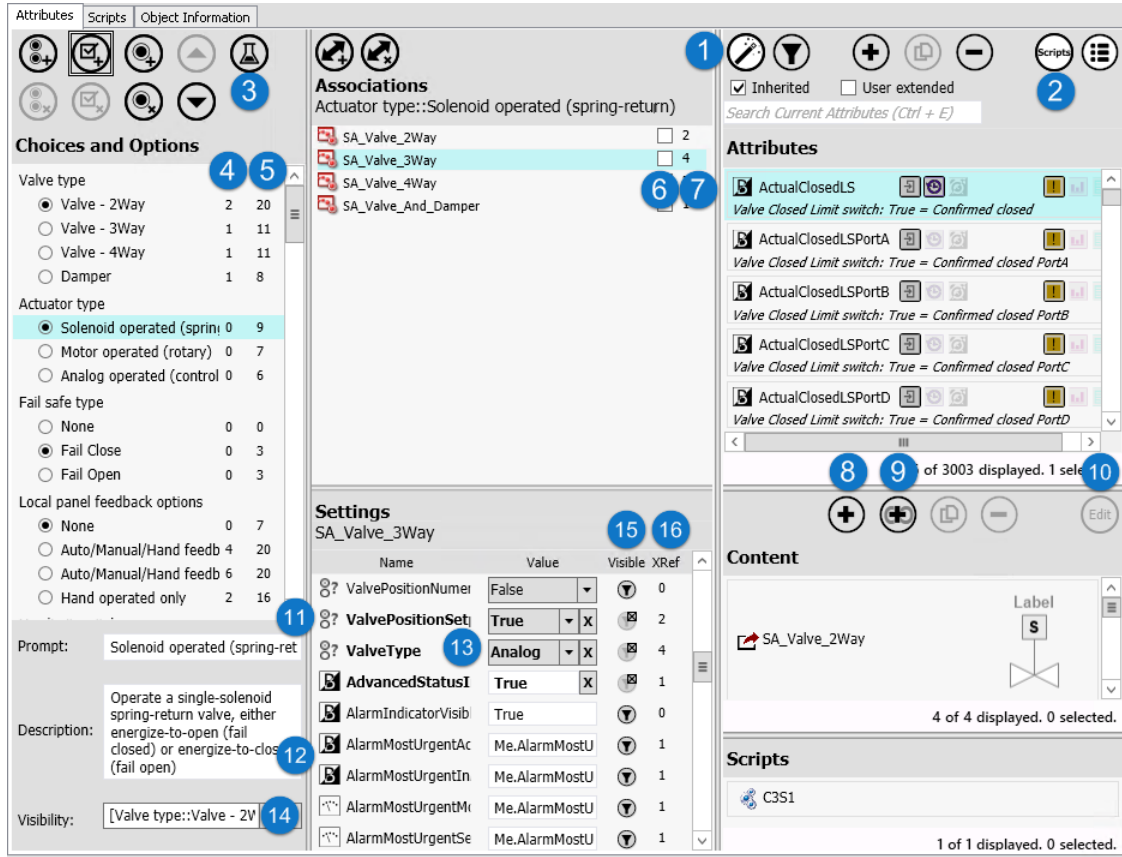 Attributes Scripts Object Information
1
Scripts
3
2
Associations
Actuator type::Solenoid operated (spring-return)
Inherited User extended
Search Current Attributes (Ctrl + E)
Choices and Options
4 5
SA_Valve_2Way 2
SA_Valve_3Way 4
SA_Valve_4Way
SA_Valve_And_Damper
6 7
Valve type
Valve - 2Way 2 20
Valve - 3Way 1 11
Valve - 4Way 1 11
Damper 1 8
Actuator type
Solenoid operated (spring 0 9
Motor operated (rotary) 0 7
Analog operated (control 0 6
Fail safe type
None 0 0
Fail Close 0 3
Fail Open 0 3
Local panel feedback options
None 0 7
Auto/Manual/Hand feedb 4 20
Auto/Manual/Hand feedb 6 20
Hand operated only 2 16
Attributes
ActualClosedLS
Valve Closed Limit switch: True = Confirmed closed
ActualClosedLSPortA
Valve Closed Limit switch: True = Confirmed closed PortA
ActualClosedLSPortB
Valve Closed Limit switch: True = Confirmed closed PortB
ActualClosedLSPortC
Valve Closed Limit switch: True = Confirmed closed PortC
ActualClosedLSPortD
Valve Closed Limit switch: True = Confirmed closed PortD
of 3003 displayed. 1 sele
8 9 10
Edit
Settings
SA_Valve_3Way
15 16
Name Value Visible XRef
ValvePositionNumer False 0
11
ValvePositionSet True x 2
ValveType 13 Analog x 4
AdvancedStatusI True x 1
AlarmIndicatorVisib True 0
AlarmMostUrgentAc Me.AlarmMostU 1
AlarmMostUrgentIn Me.AlarmMostU 1
AlarmMostUrgentMo Me.AlarmMostU 1
AlarmMostUrgentSe Me.AlarmMostU 1
Prompt: Solenoid operated (spring-ret
Description: Operate a single-solenoid
spring-return valve, either
energize-to-open (fail
closed) or energize-to-clos
(fail open)
12
Visibility: [Valve type::Valve - 2W 14
Content
Label
S
SA_Valve_2Way
4 of 4 displayed. 0 selected.
Scripts
C3S1
1 of 1 displayed. 0 selected.